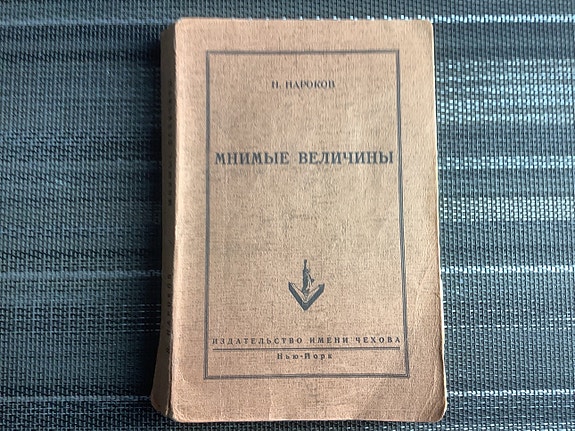 Н. НАРОКОВ
МНИМЫЕ ВЕЛИЧИНЫ
ИЗДАТЕЛЬСТВО ИМЕНИ ЧЕХОВА
Нью-Йорк